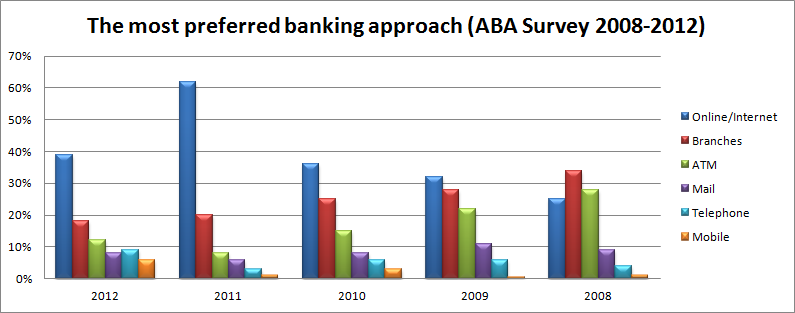 The most preferred banking approach (ABA Survey 2008-2012)
70%
60%
50%
40%
30%
20%
10%
0%
2012 2011 2010 2009 2008
Online/Internet
Branches
ATM
Mail
Telephone
Mobile